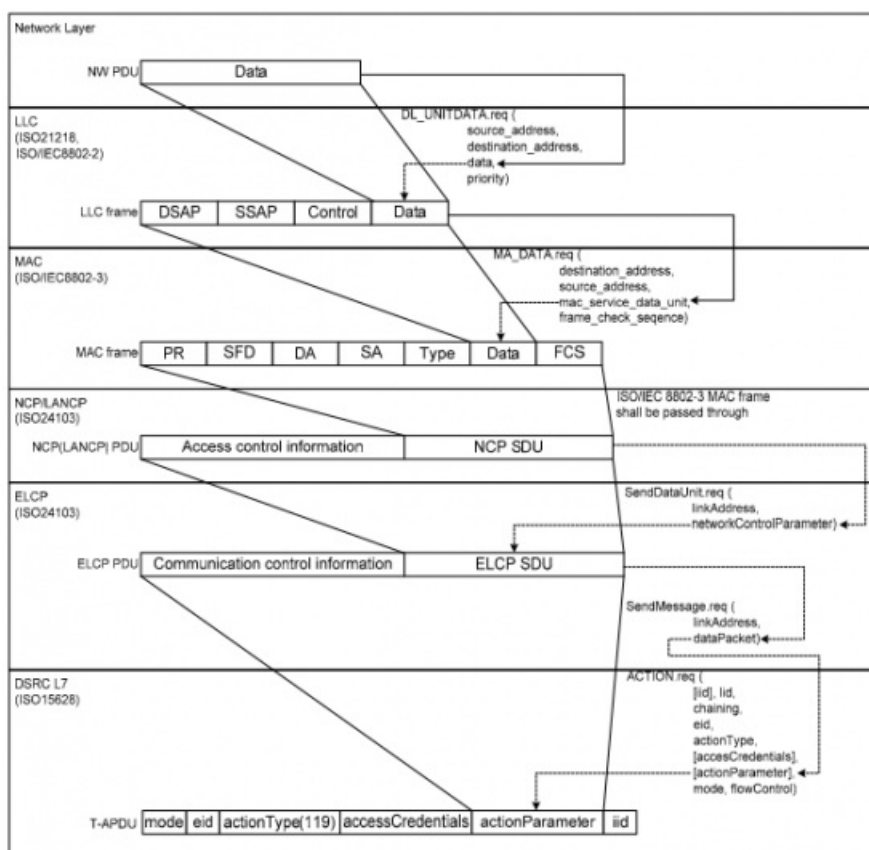 Network Layer
NW PDU
Data
LLC
(ISO21218,
ISO/IEC8802-2)
DL_UNITDATA.req (
source_address,
destination_address,
data,
priority)
LLC frame
DSAP
SSAP
Control
Data
MAC
(ISO/IEC8802-3)
MA_DATA.req (
destination_address,
source_address,
mac_service_data_unit,
frame_check_seqence)
MAC frame
PR
SFD
DA
SA
Type
Data
FCS
NCP/LANCP
(ISO24103)
ISO/IEC 8802-3 MAC frame
shall be passed through
NCP(LANCP) PDU
Access control information
NCP SDU
ELCP
(ISO24103)
SendDataUnit.req (
linkAddress,
networkControlParameter)
ELCP PDU
Communication control information
ELCP SDU
SendMessage.req (
linkAddress,
dataPacket)
DSRC L7
(ISO15628)
ACTION.req (
[iid], lid,
chaining,
eid,
actionType,
[accesCredentials],
[actionParameter],
mode, flowControl)
T-APDU
mode
eid
actionType(119)
accessCredentials
actionParameter
iid